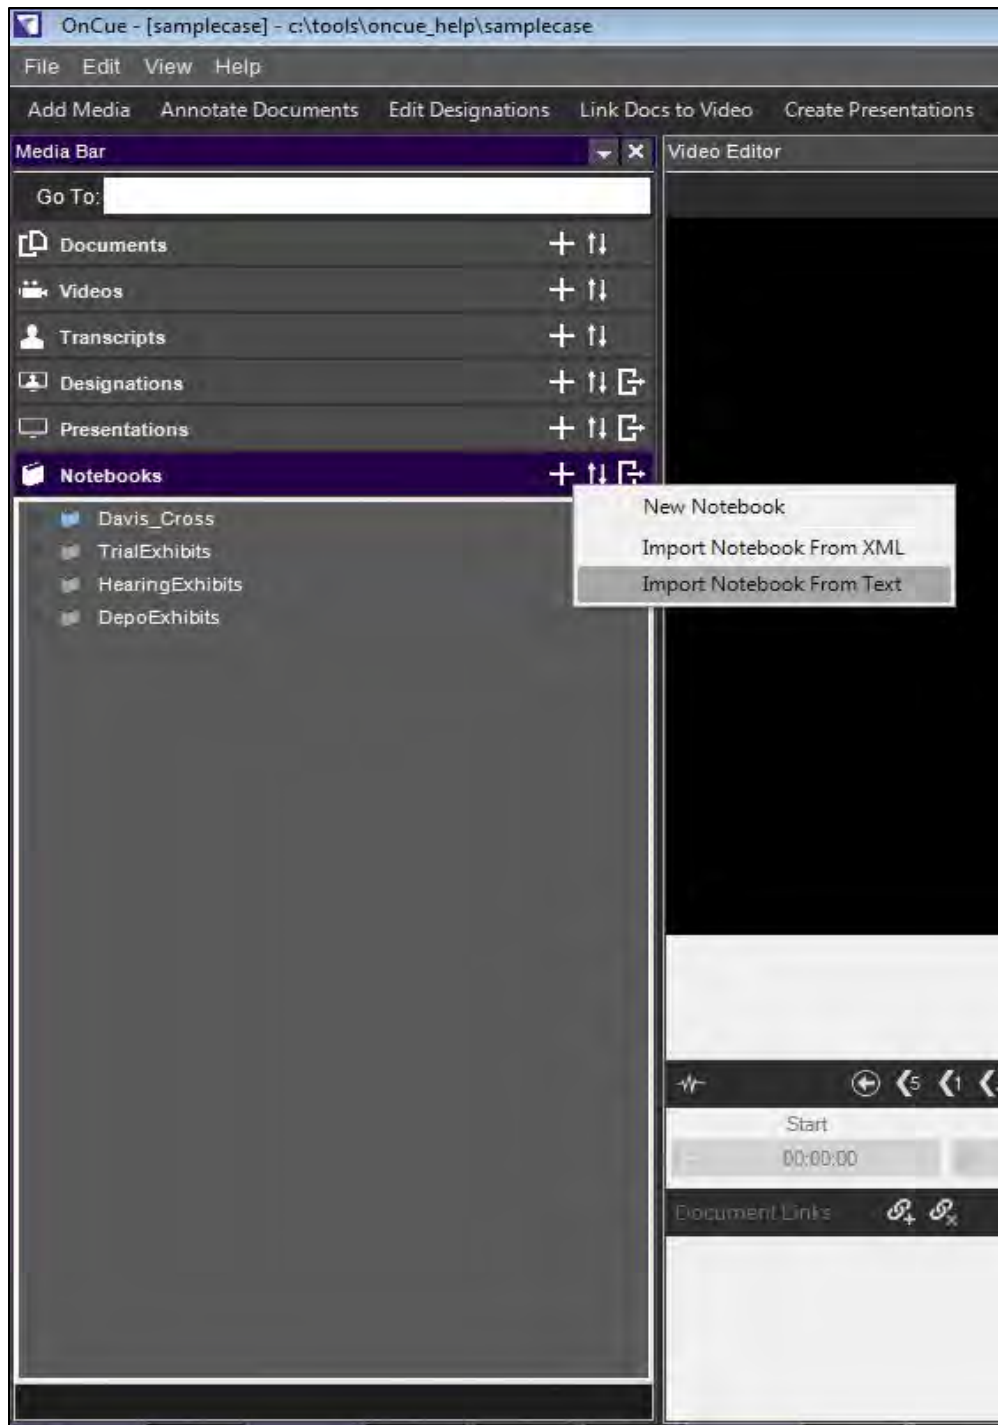 OnCue - [samplecase] - c:\tools\oncue_help\samplecase
File Edit View Help
Add Media Annotate Documents Edit Designations Link Docs to Video Create Presentations
Media Bar
Video Editor
Go To:
Documents
Videos
Transcripts
Designations
Presentations
Notebooks
New Notebook
Import Notebook From XML
Import Notebook From Text
Davis_Cross
TrialExhibits
HearingExhibits
DepoExhibits
5 1
Start
00:00:00
Document Links